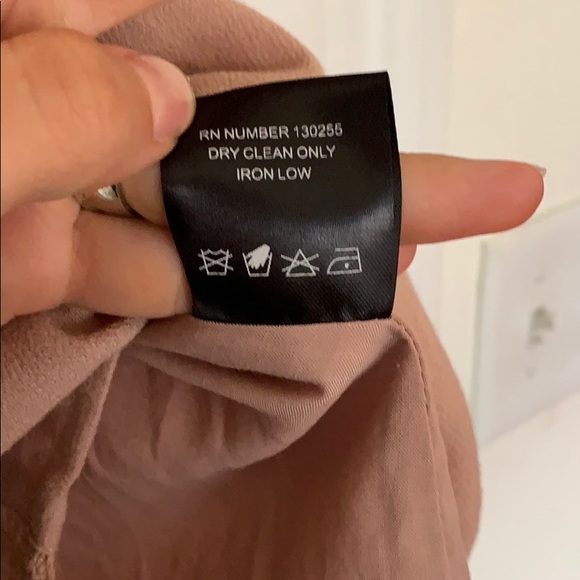 RN NUMBER 130255
DRY CLEAN ONLY
IRON LOW